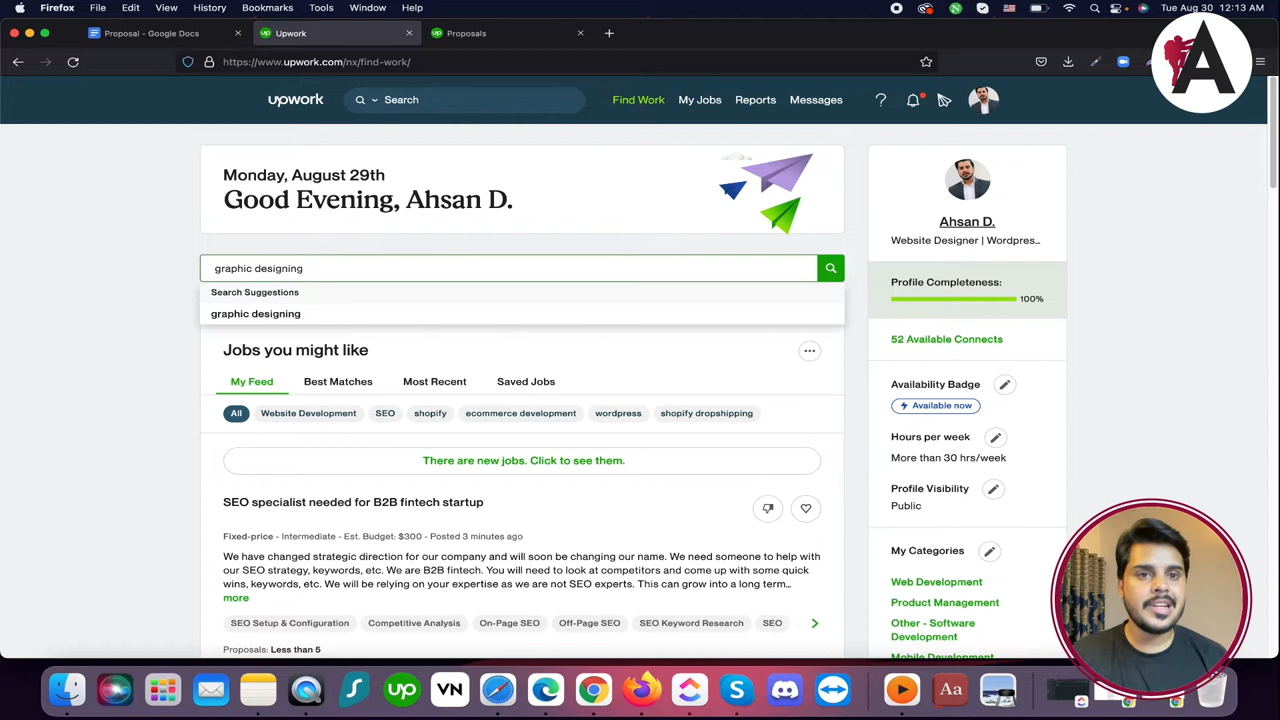 File Edit View History Bookmarks Tools Window Help
Tue Aug 30 12:13 AM
Proposal - Google Docs
Upwork
Proposals
https://www.upwork.com/nx/find-work/
A
upwork
Search
Find Work
My Jobs
Reports
Messages
Monday, August 29th
Good Evening, Ahsan D.
graphic designing
Search Suggestions
graphic designing
Jobs you might like
My Feed
Best Matches
Most Recent
Saved Jobs
All
Website Development
SEO
shopify
ecommerce development
wordpress
shopify dropshipping
There are new jobs. Click to see them.
SEO specialist needed for B2B fintech startup
Fixed-price - Intermediate - Est. Budget: $300 - Posted 3 minutes ago
We have changed strategic direction for our company and will soon be changing our name. We need someone to help with
our SEO strategy, keywords, etc. We are B2B fintech. You will need to look at competitors and come up with some quick
wins, keywords, etc. We will be relying on your expertise as we are not SEO experts. This can grow into a long term…
more
SEO Setup & Configuration
Competitive Analysis
On-Page SEO
Off-Page SEO
SEO Keyword Research
SEO
Proposals: Less than 5
Ahsan D.
Website Designer | Wordpres…
Profile Completeness:
100%
52 Available Connects
Availability Badge
Available now
Hours per week
More than 30 hrs/week
Profile Visibility
Public
My Categories
Web Development
Product Management
Other - Software
Development
Mobile Development
up
VN
Aa